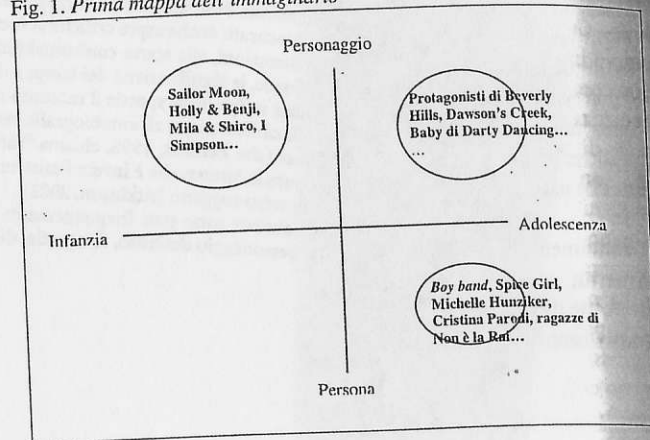 Fig. 1. Prima mappa dell'immaginario
Personaggio
Sailor Moon,
Holly & Benji,
Mila & Shiro, I
Simpson...
Protagonisti di Beverly
Hills, Dawson's Creek,
Baby di Darty Dancing...
...
Infanzia
Adolescenza
Boy band, Spice Girl,
Michelle Hunziker,
Cristina Parodi, ragazze di
Non è la Rai...
Persona